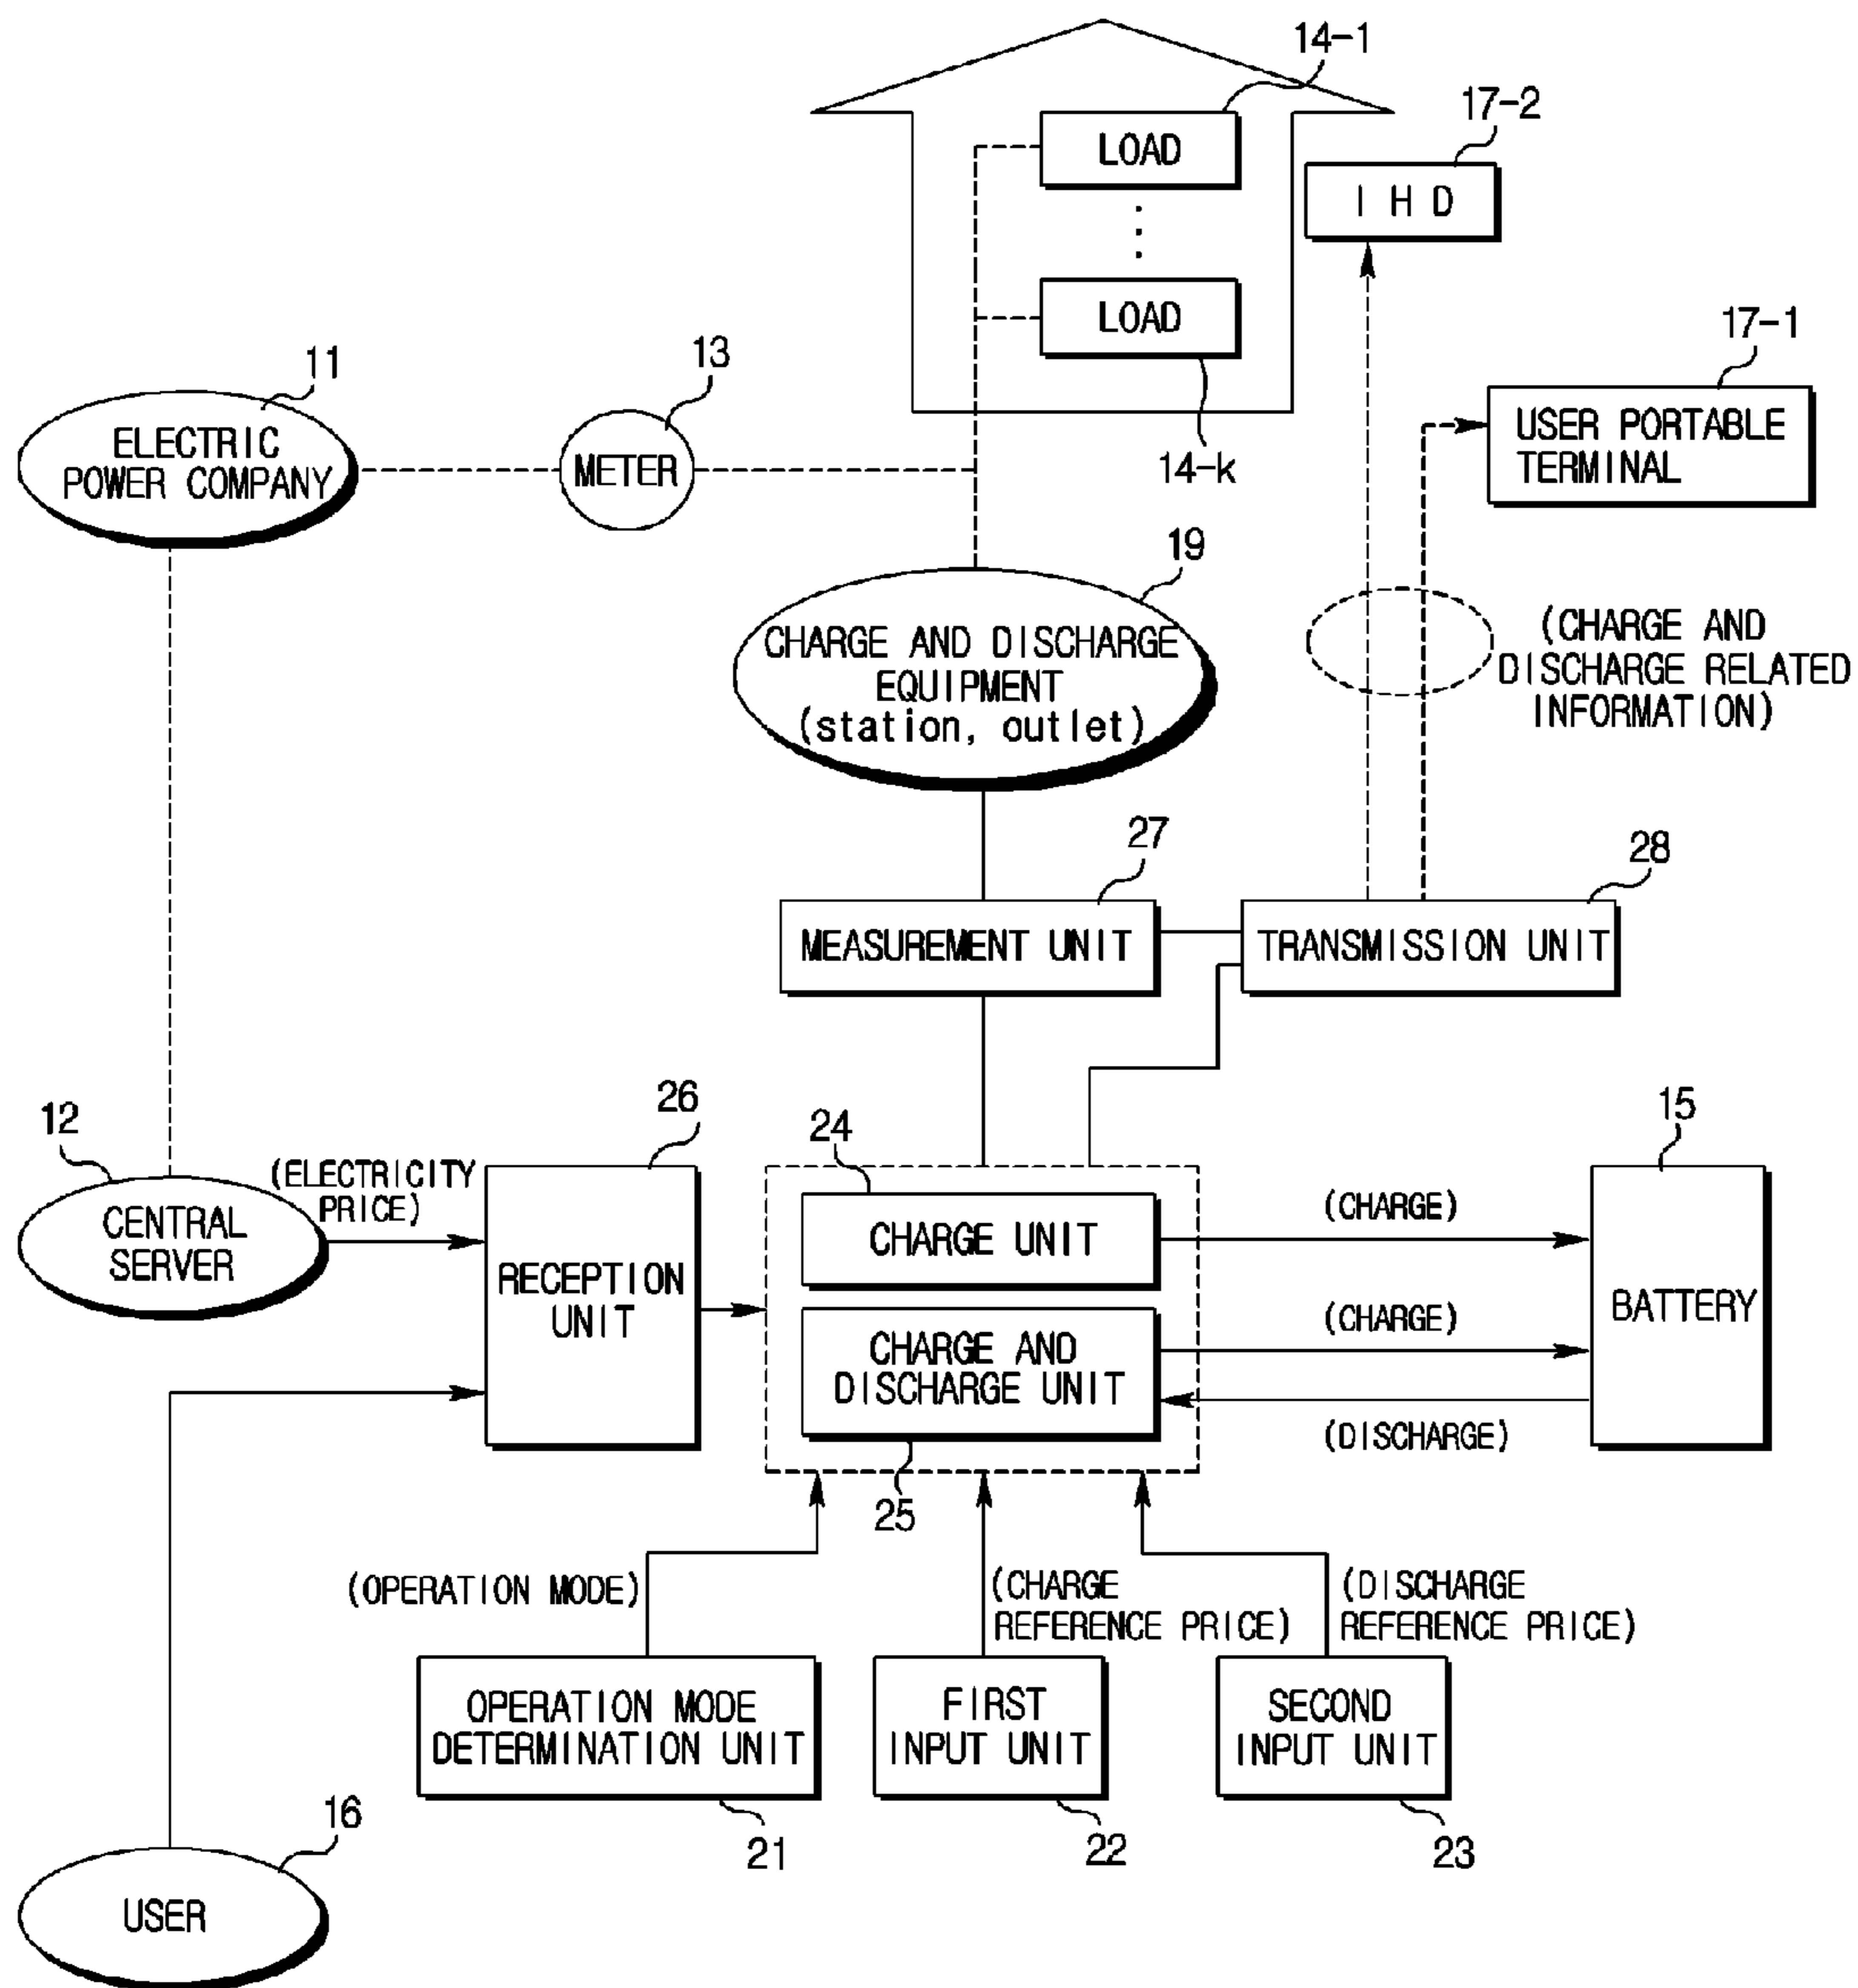 14-1
17-2
LOAD
IHD
LOAD
14-k
17-1
USER PORTABLE
TERMINAL
11
13
ELECTRIC
POWER COMPANY
METER
19
CHARGE AND DISCHARGE
EQUIPMENT
(station, outlet)
(CHARGE AND
DISCHARGE RELATED
INFORMATION)
27
28
MEASUREMENT UNIT
TRANSMISSION UNIT
12
26
24
15
(ELECTRICITY
PRICE)
CENTRAL
SERVER
RECEPTION
UNIT
CHARGE UNIT
(CHARGE)
CHARGE AND
DISCHARGE UNIT
(CHARGE)
(DISCHARGE)
BATTERY
25
(OPERATION MODE)
(CHARGE
REFERENCE PRICE)
(DISCHARGE
REFERENCE PRICE)
OPERATION MODE
DETERMINATION UNIT
FIRST
INPUT UNIT
SECOND
INPUT UNIT
21
22
23
16
USER